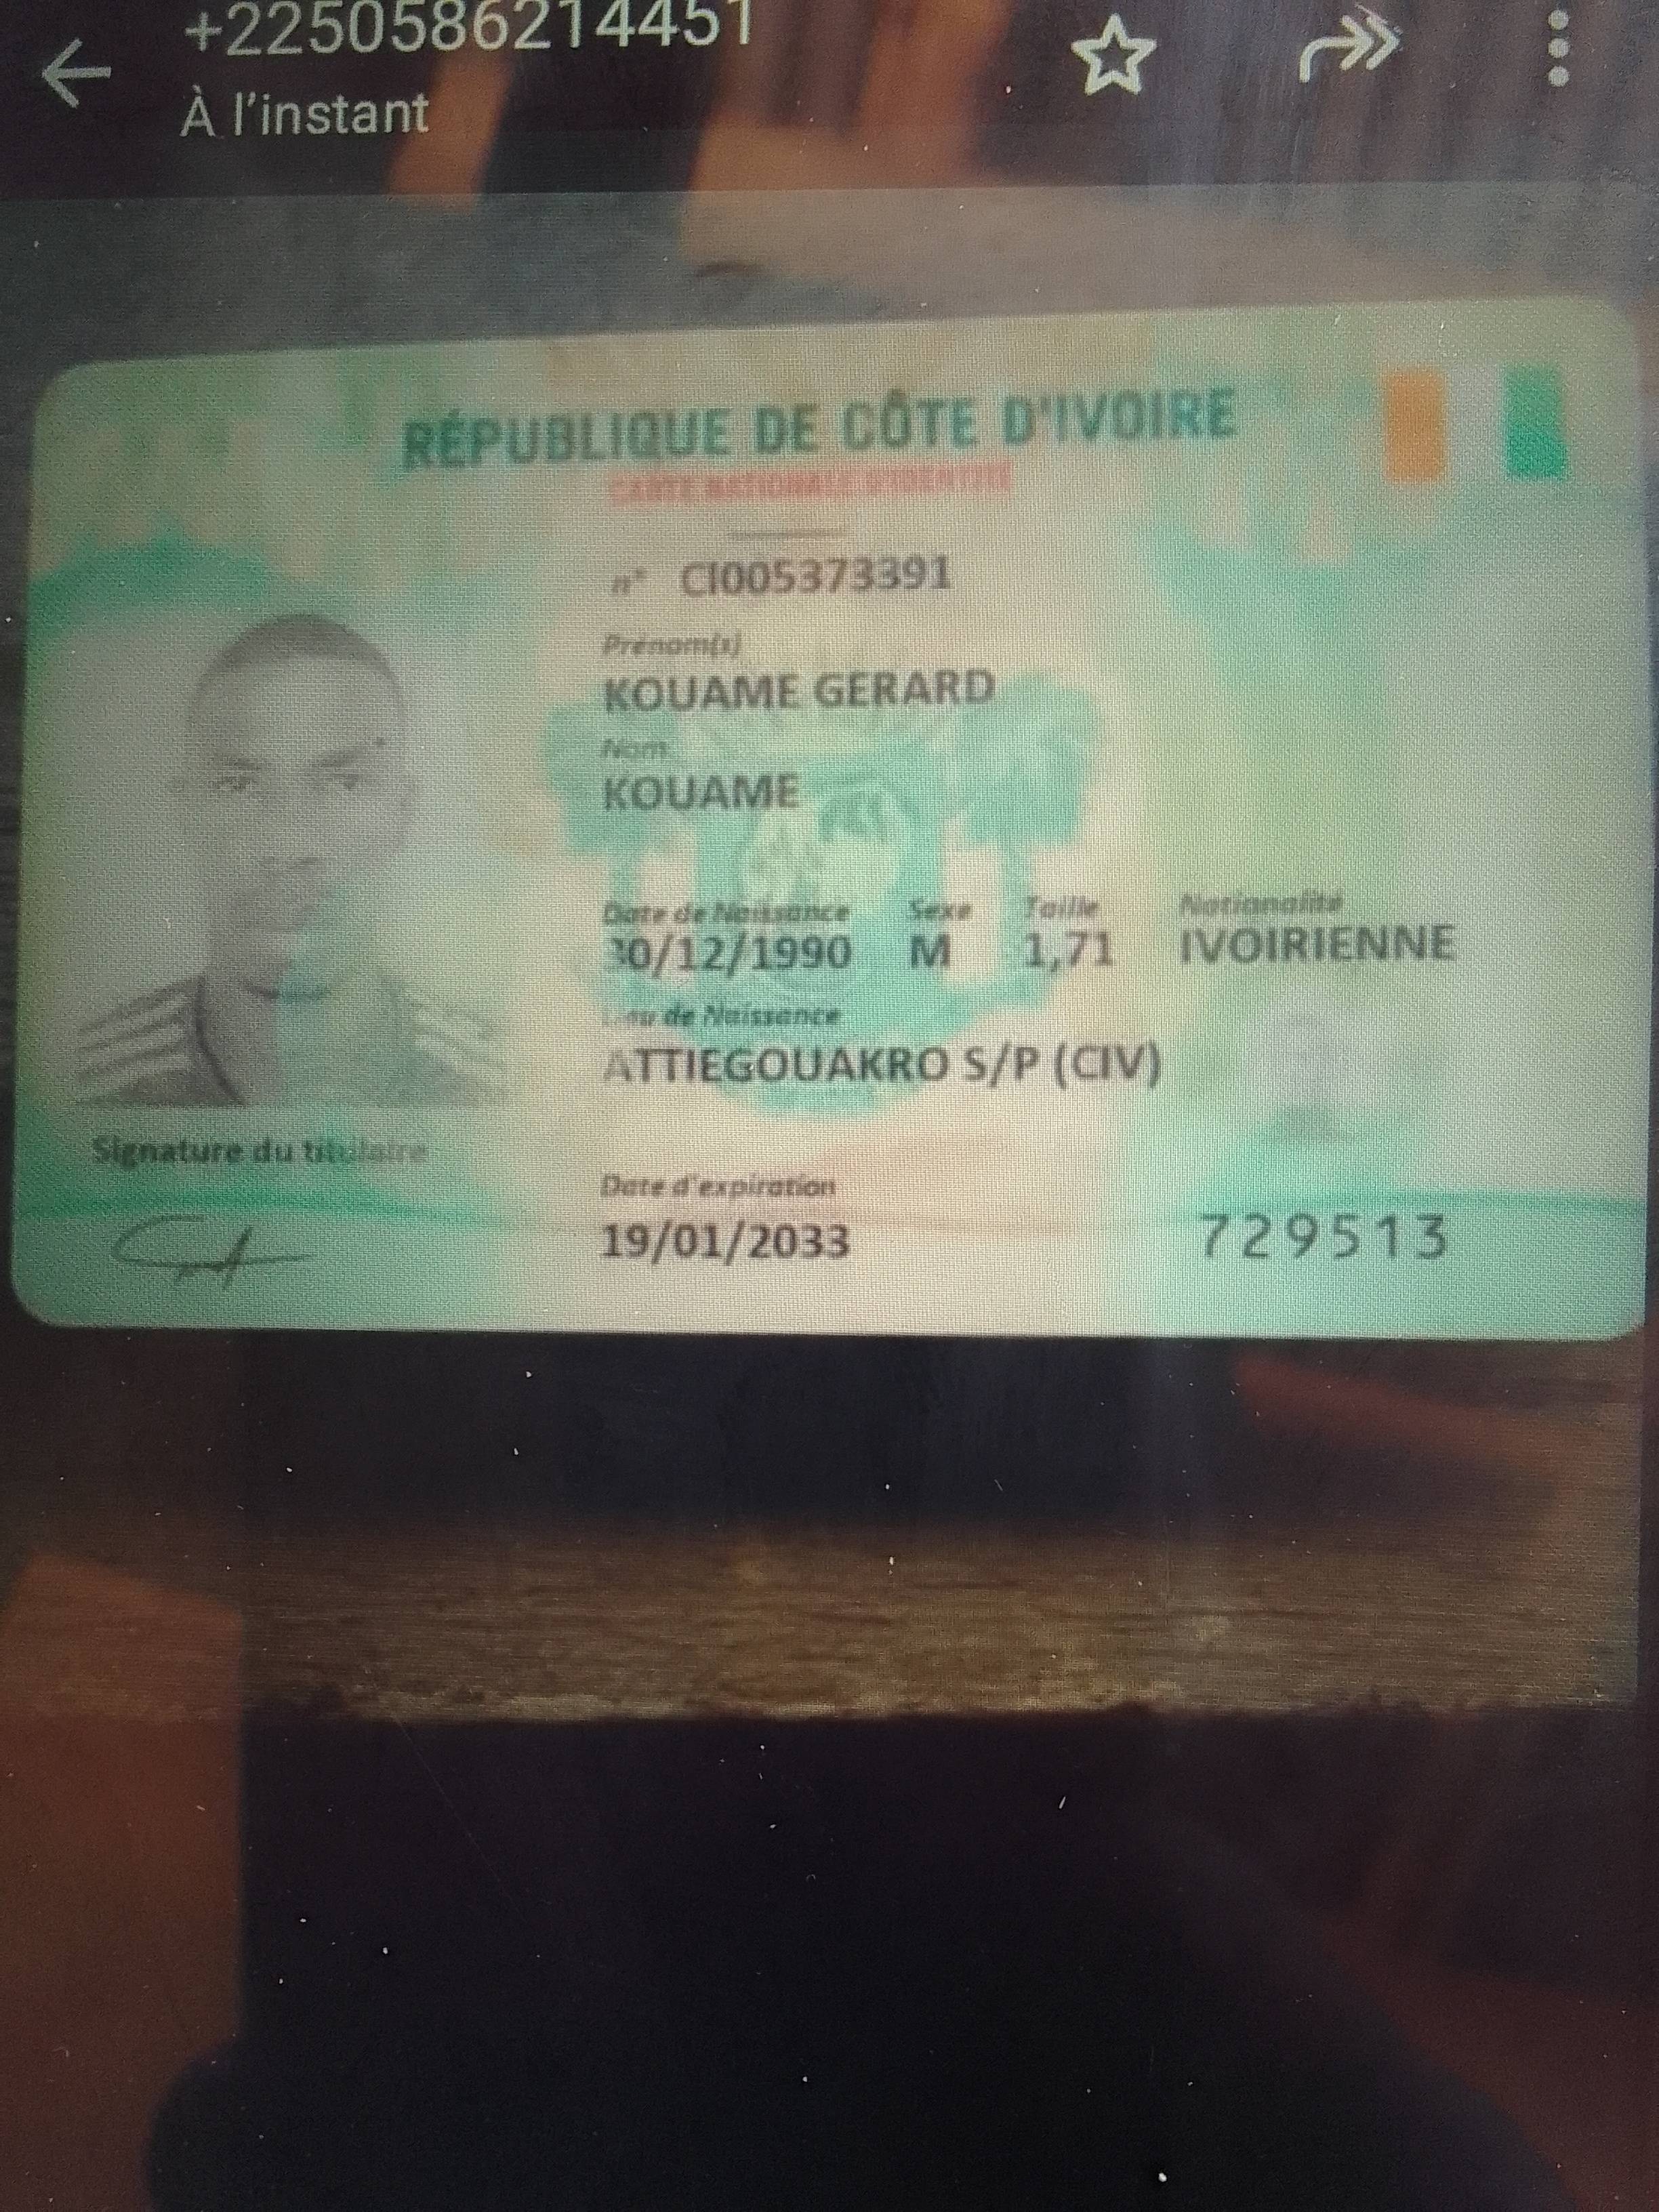 +2250586214451
À l'instant
RÉPUBLIQUE DE CÔTE D'IVOIRE
CARTE NATIONALE D'IDENTITÉ
n° CI005373391
Prénom(s)
KOUAME GERARD
Nom
KOUAME
Date de Naissance Sexe Taille Nationalité
30/12/1990 M 1,71 IVOIRIENNE
Lieu de Naissance
ATTIEGOUAKRO S/P (CIV)
Signature du titulaire
Date d'expiration
19/01/2033
729513